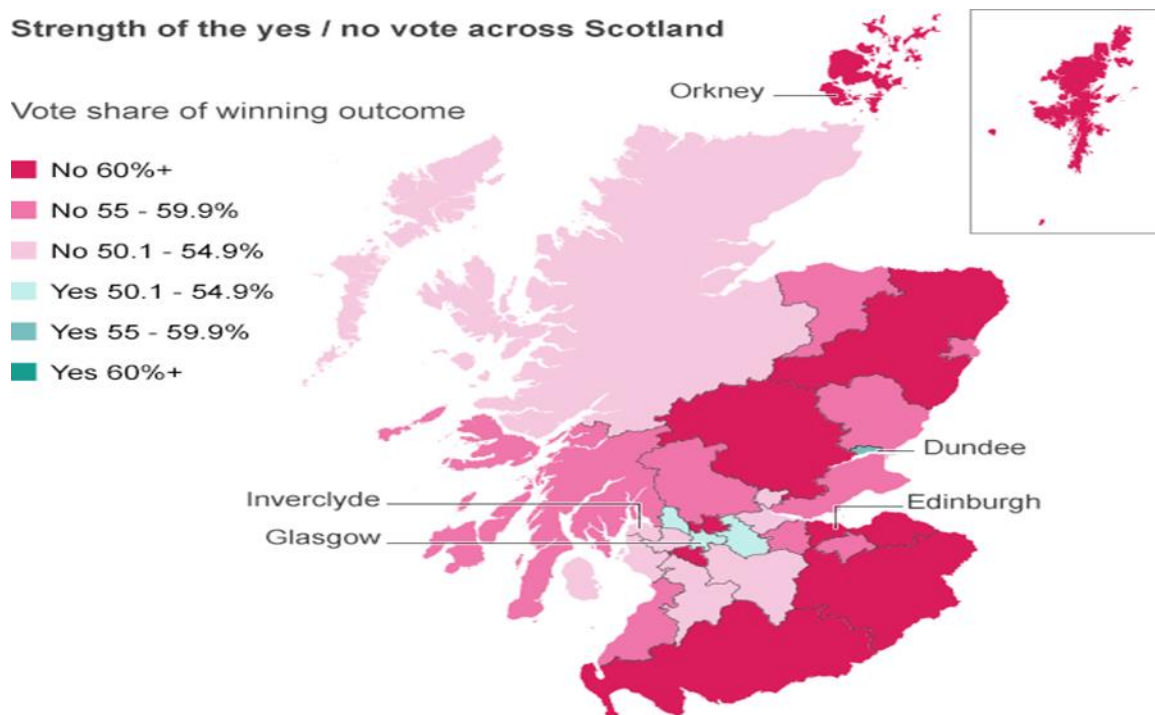 Strength of the yes / no vote across Scotland
Vote share of winning outcome
No 60%+
No 55 - 59.9%
No 50.1 - 54.9%
Yes 50.1 - 54.9%
Yes 55 - 59.9%
Yes 60%+
Orkney
Dundee
Inverclyde
Edinburgh
Glasgow